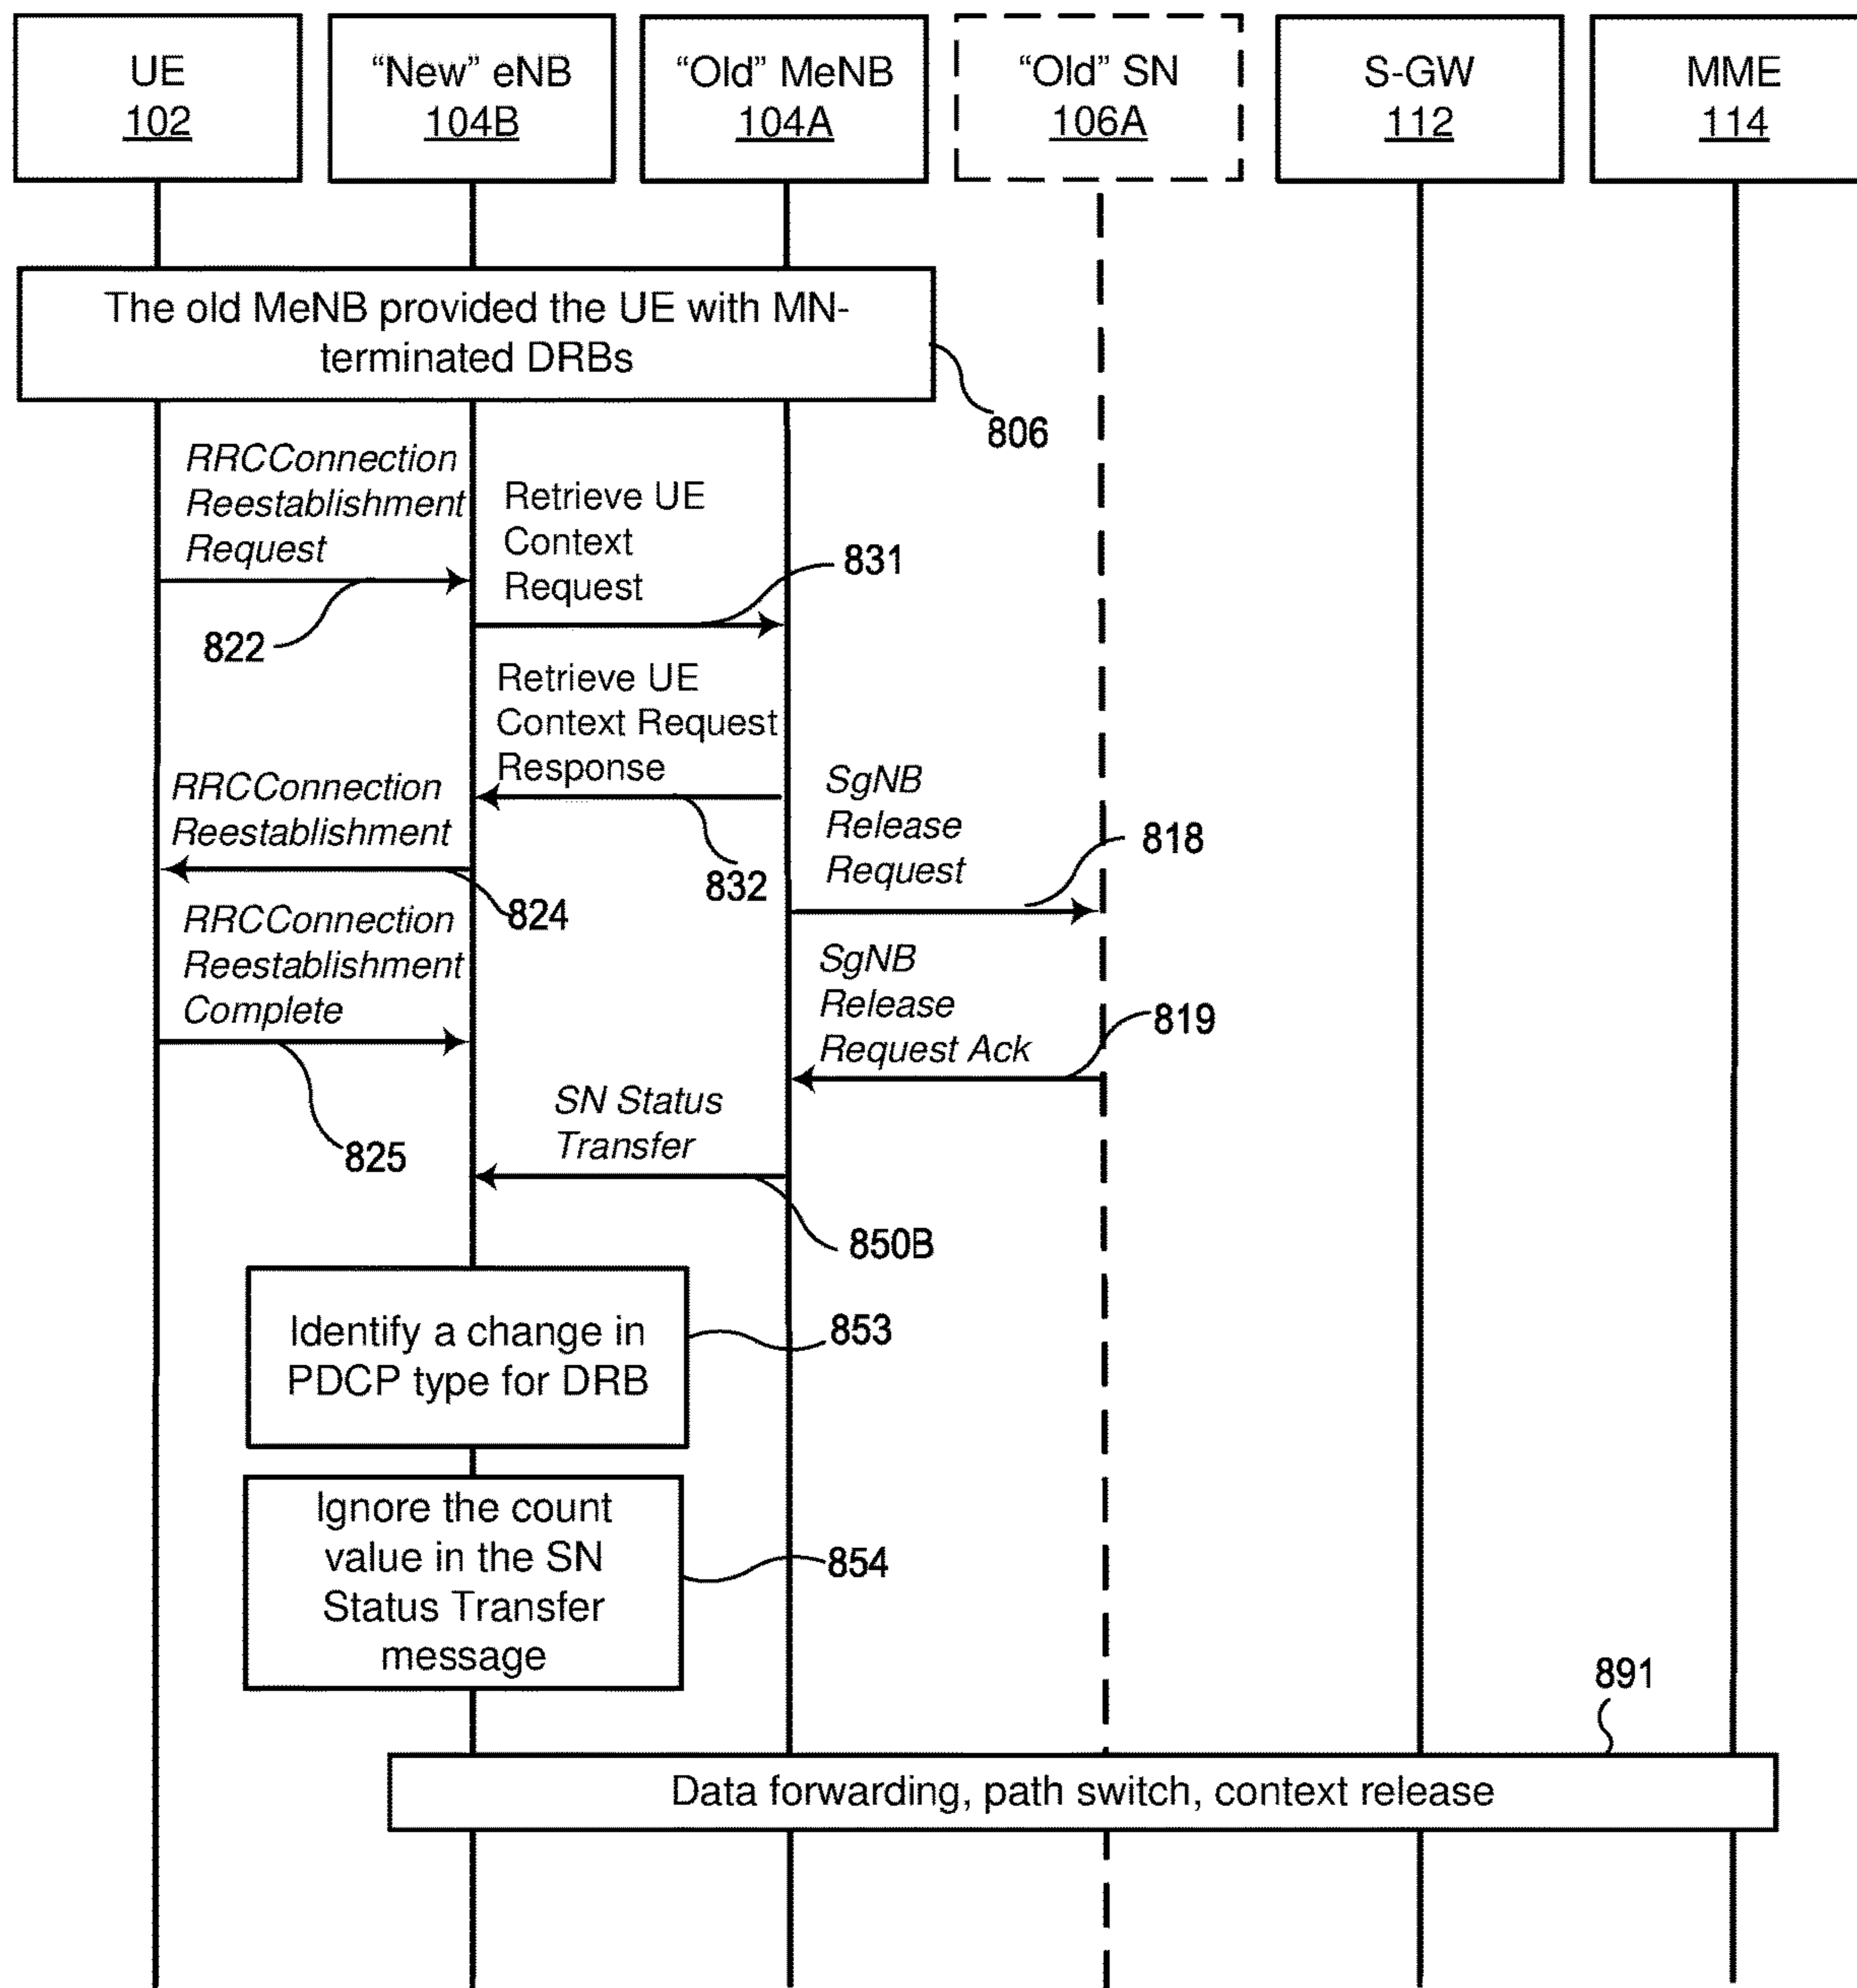 UE
102
“New” eNB
104B
“Old” MeNB
104A
“Old” SN
106A
S-GW
112
MME
114
The old MeNB provided the UE with MN-
terminated DRBs
806
RRCConnection
Reestablishment
Request
822
Retrieve UE
Context
Request
831
Retrieve UE
Context Request
Response
832
RRCConnection
Reestablishment
824
SgNB
Release
Request
818
RRCConnection
Reestablishment
Complete
825
SgNB
Release
Request Ack
819
SN Status
Transfer
850B
Identify a change in
PDCP type for DRB
853
Ignore the count
value in the SN
Status Transfer
message
854
891
Data forwarding, path switch, context release